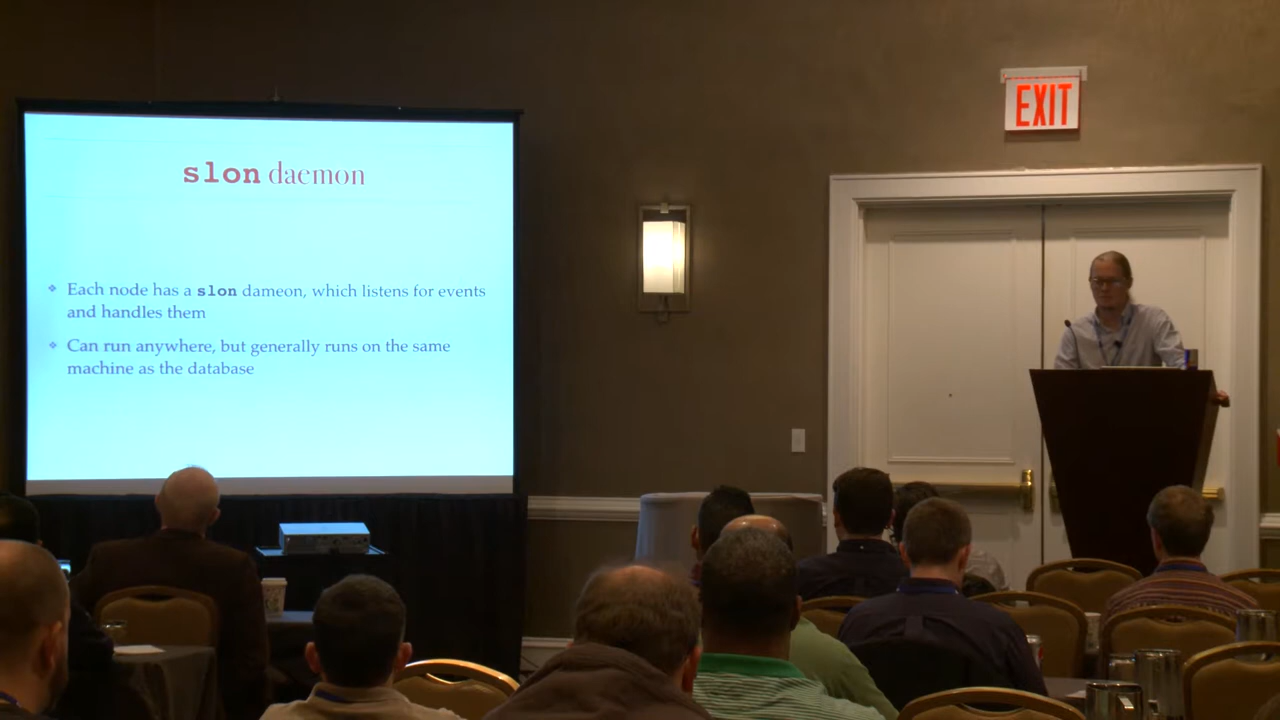 slon daemon
❖ Each node has a slon dameon, which listens for events
and handles them
❖ Can run anywhere, but generally runs on the same
machine as the database
EXIT